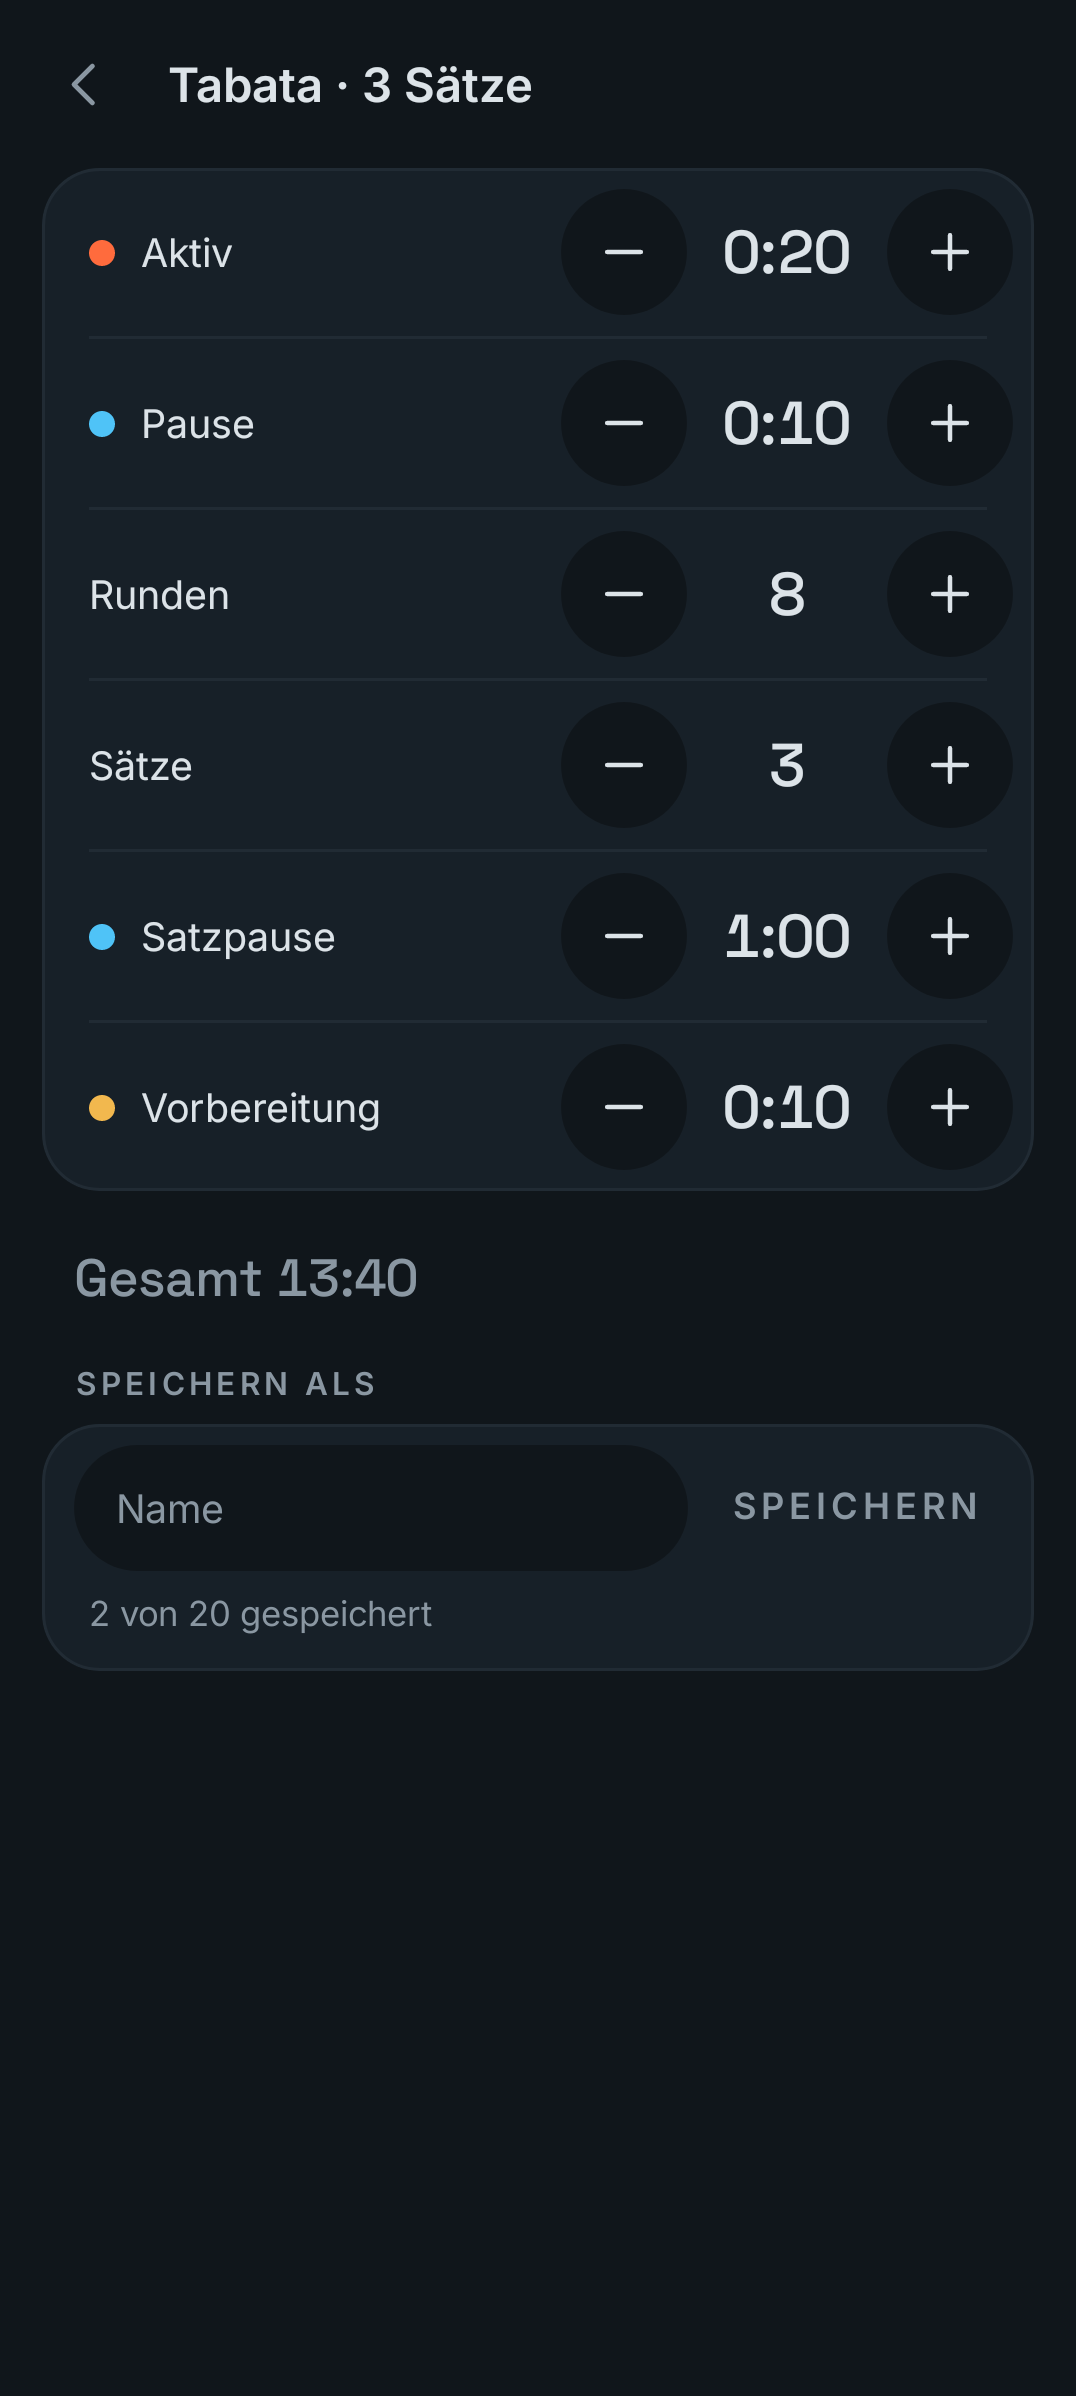 Tabata · 3 Sätze
Aktiv − 0:20 +
Pause − 0:10 +
Runden − 8 +
Sätze − 3 +
Satzpause − 1:00 +
Vorbereitung − 0:10 +
Gesamt 13:40
SPEICHERN ALS
Name SPEICHERN
2 von 20 gespeichert